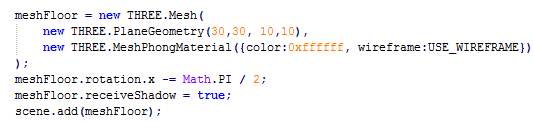 meshFloor = new THREE.Mesh(
new THREE.PlaneGeometry(30,30, 10,10),
new THREE.MeshPhongMaterial({color:0xffffff, wireframe:USE_WIREFRAME})
);
meshFloor.rotation.x -= Math.PI / 2;
meshFloor.receiveShadow = true;
scene.add(meshFloor);